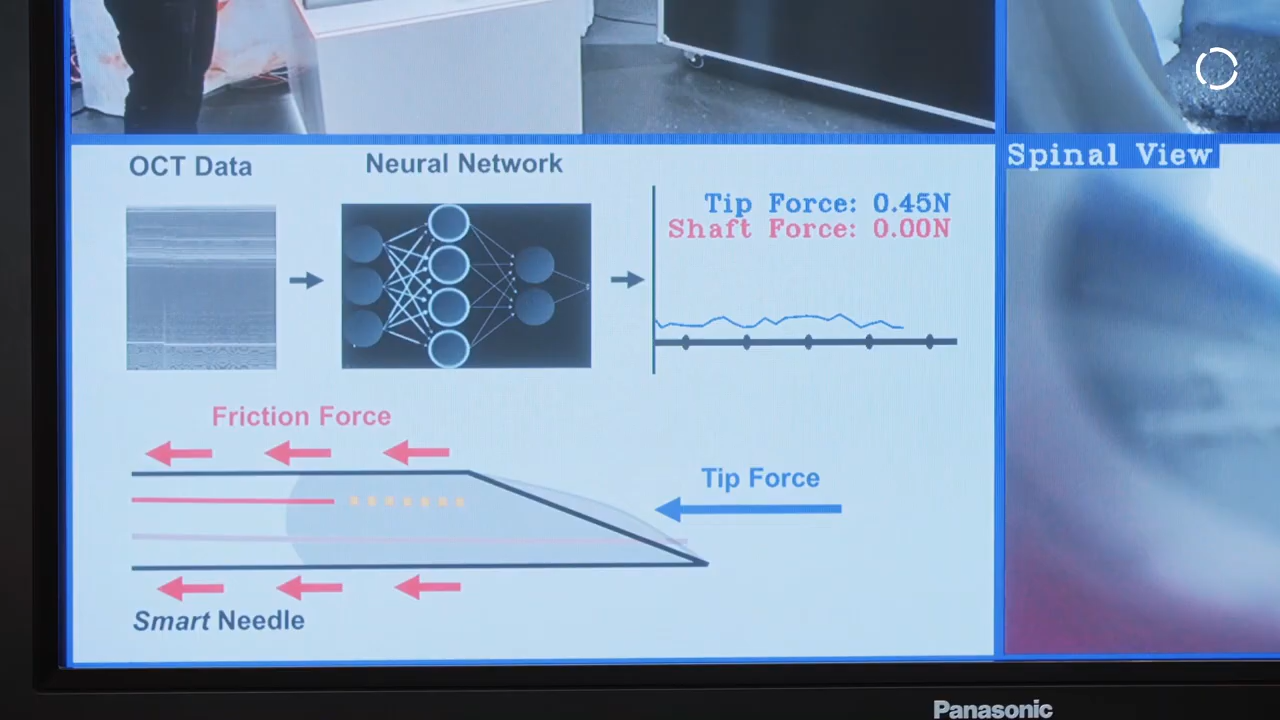 OCT Data
Neural Network
Tip Force: 0.45N
Shaft Force: 0.00N
Spinal View
Friction Force
Tip Force
Smart Needle
Panasonic